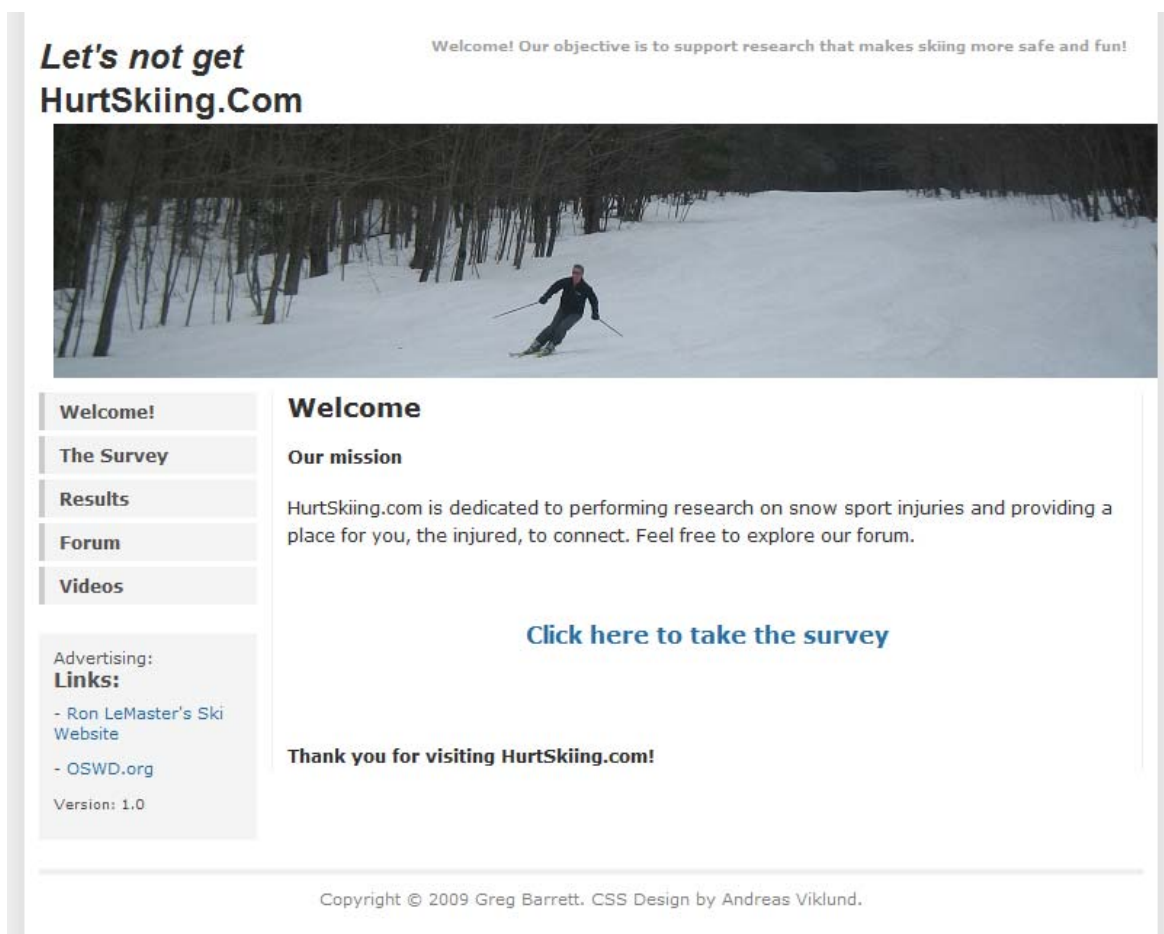 Let's not get
HurtSkiing.Com
Welcome! Our objective is to support research that makes skiing more safe and fun!
Welcome!
The Survey
Results
Forum
Videos
Advertising:
Links:
- Ron LeMaster's Ski
Website
- OSWD.org
Version: 1.0
Welcome
Our mission
HurtSkiing.com is dedicated to performing research on snow sport injuries and providing a
place for you, the injured, to connect. Feel free to explore our forum.
Click here to take the survey
Thank you for visiting HurtSkiing.com!
Copyright © 2009 Greg Barrett. CSS Design by Andreas Viklund.